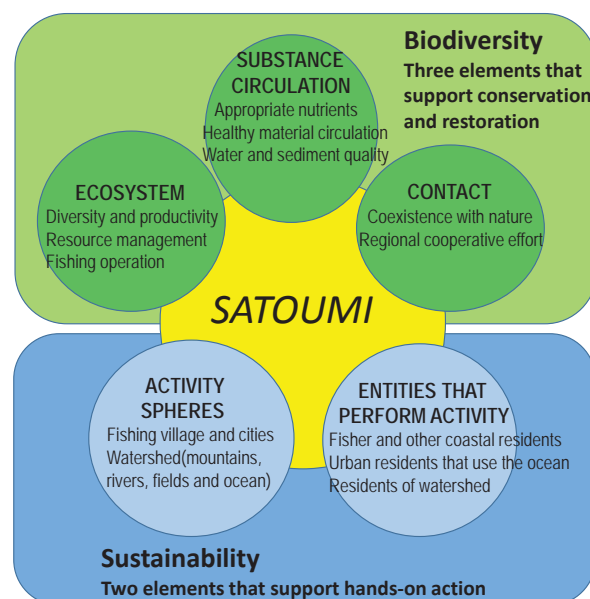 Biodiversity
Three elements that
support conservation
and restoration
SUBSTANCE
CIRCULATION
Appropriate nutrients
Healthy material circulation
Water and sediment quality
ECOSYSTEM
Diversity and productivity
Resource management
Fishing operation
CONTACT
Coexistence with nature
Regional cooperative effort
SATOUMI
ACTIVITY
SPHERES
Fishing village and cities
Watershed(mountains,
rivers, fields and ocean)
ENTITIES THAT
PERFORM ACTIVITY
Fisher and other coastal residents
Urban residents that use the ocean
Residents of watershed
Sustainability
Two elements that support hands-on action